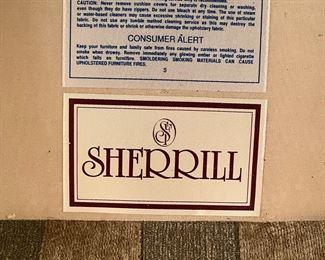 CAUTION: Never remove cushion covers for separate dry cleaning or washing,
even though they do have zippers. Do not use bleach at any time. The use of steam
or water-based cleaners may cause excessive shrinking or staining of this particular
fabric. Do not use any tumble method cleaning service as this may destroy the
backing of this fabric or shrink or otherwise damage the upholstery fabric.
CONSUMER ALERT
Keep your furniture and family safe from fires caused by careless smoking. Do not
smoke when drowsy. Remove immediately any glowing ember or lighted cigarette
which falls on furniture. SMOLDERING SMOKING MATERIALS CAN CAUSE
UPHOLSTERED FURNITURE FIRES.
S
SHERRILL